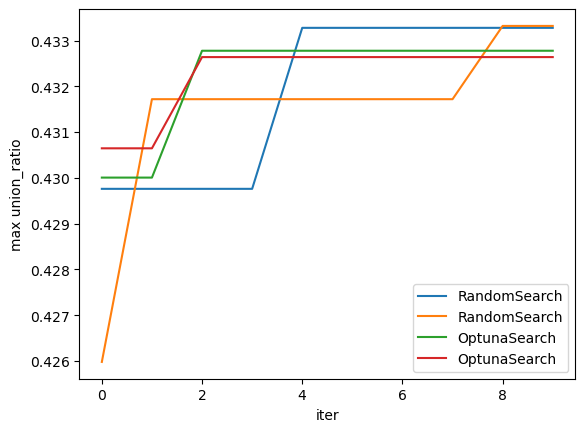 0.433
0.432
0.431
0.430
0.429
0.428
0.427
0.426
max union_ratio
0
2
4
6
8
iter
RandomSearch
RandomSearch
OptunaSearch
OptunaSearch